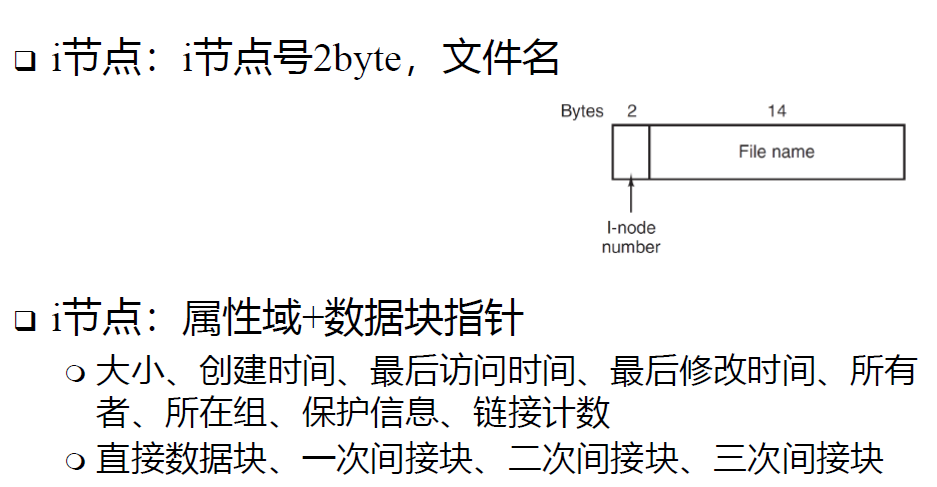 ❑ i节点：i节点号2byte，文件名
Bytes 2 14
File name
I-node
number
❑ i节点：属性域+数据块指针
❍ 大小、创建时间、最后访问时间、最后修改时间、所有
者、所在组、保护信息、链接计数
❍ 直接数据块、一次间接块、二次间接块、三次间接块